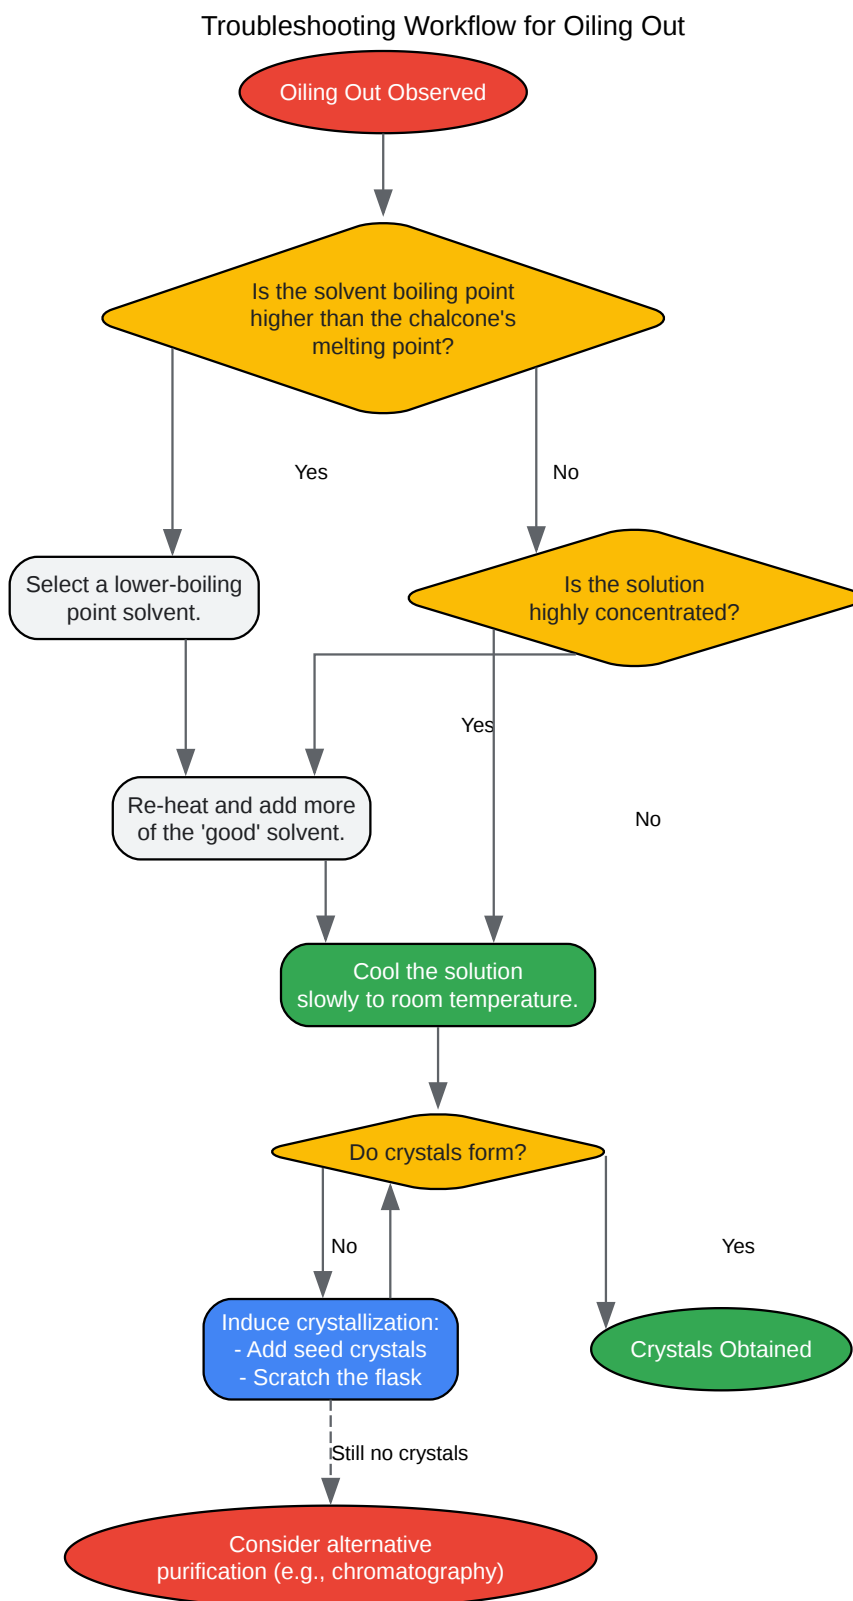 Troubleshooting Workflow for Oiling Out
Oiling Out Observed
Is the solvent boiling point
higher than the chalcone's
melting point?
Yes
No
Select a lower-boiling
point solvent.
Is the solution
highly concentrated?
Yes
Re-heat and add more
of the 'good' solvent.
No
Cool the solution
slowly to room temperature.
Do crystals form?
No
Yes
Induce crystallization:
- Add seed crystals
- Scratch the flask
Crystals Obtained
Still no crystals
Consider alternative
purification (e.g., chromatography)